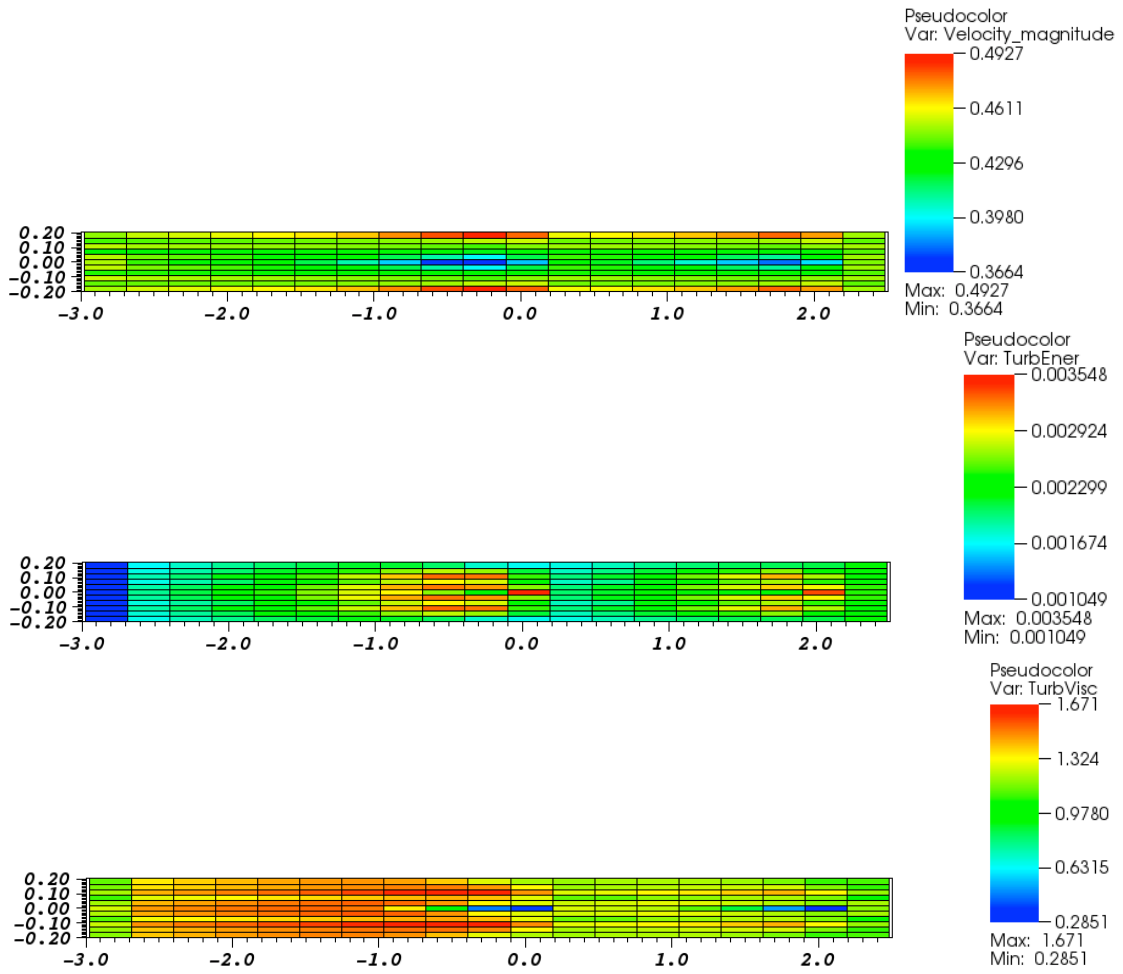 Pseudocolor
Var: Velocity_magnitude
0.4927
0.4611
0.4296
0.3980
0.3664
Max: 0.4927
Min: 0.3664
0.20
0.10
0.00
-0.10
-0.20
-3.0 -2.0 -1.0 0.0 1.0 2.0
Pseudocolor
Var: TurbEner
0.003548
0.002924
0.002299
0.001674
0.001049
Max: 0.003548
Min: 0.001049
0.20
0.10
0.00
-0.10
-0.20
-3.0 -2.0 -1.0 0.0 1.0 2.0
Pseudocolor
Var: TurbVisc
1.671
1.324
0.9780
0.6315
0.2851
Max: 1.671
Min: 0.2851
0.20
0.10
0.00
-0.10
-0.20
-3.0 -2.0 -1.0 0.0 1.0 2.0